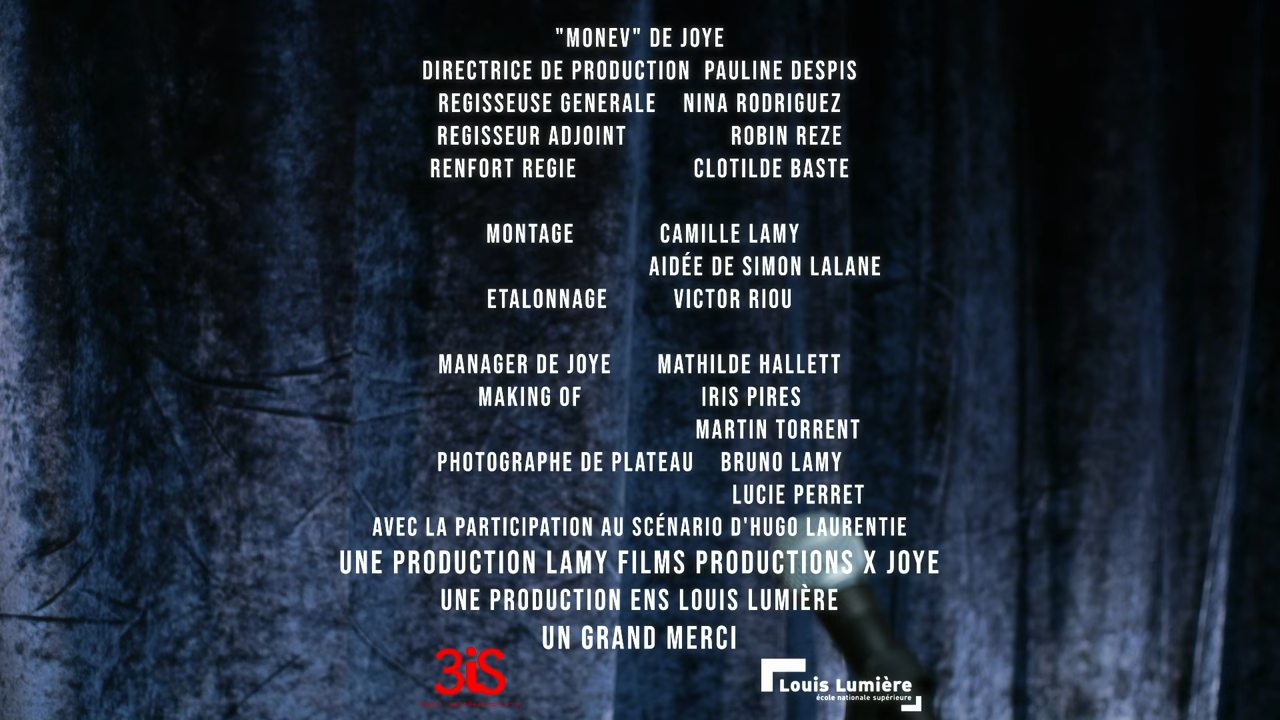 "MONEV" DE JOYE
DIRECTRICE DE PRODUCTION PAULINE DESPIS
REGISSEUSE GENERALE NINA RODRIGUEZ
REGISSEUR ADJOINT ROBIN REZE
RENFORT REGIE CLOTILDE BASTE
MONTAGE CAMILLE LAMY
AIDÉE DE SIMON LALANE
ETALONNAGE VICTOR RIOU
MANAGER DE JOYE MATHILDE HALLETT
MAKING OF IRIS PIRES
MARTIN TORRENT
PHOTOGRAPHE DE PLATEAU BRUNO LAMY
LUCIE PERRET
AVEC LA PARTICIPATION AU SCÉNARIO D'HUGO LAURENTIE
UNE PRODUCTION LAMY FILMS PRODUCTIONS X JOYE
UNE PRODUCTION ENS LOUIS LUMIÈRE
UN GRAND MERCI
3iS
Louis Lumière
école nationale supérieure